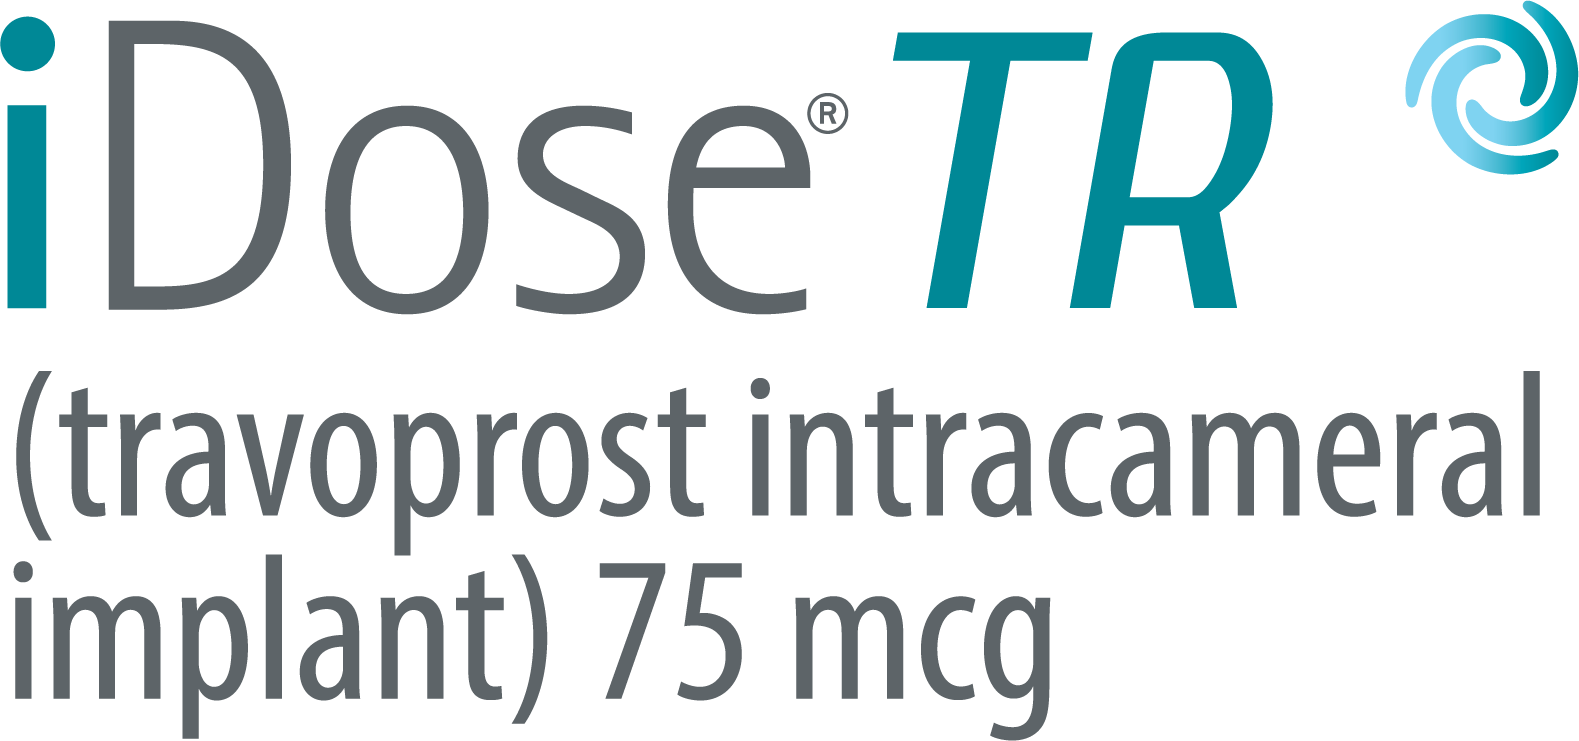 iDose® TR
(travoprost intracameral
implant) 75 mcg